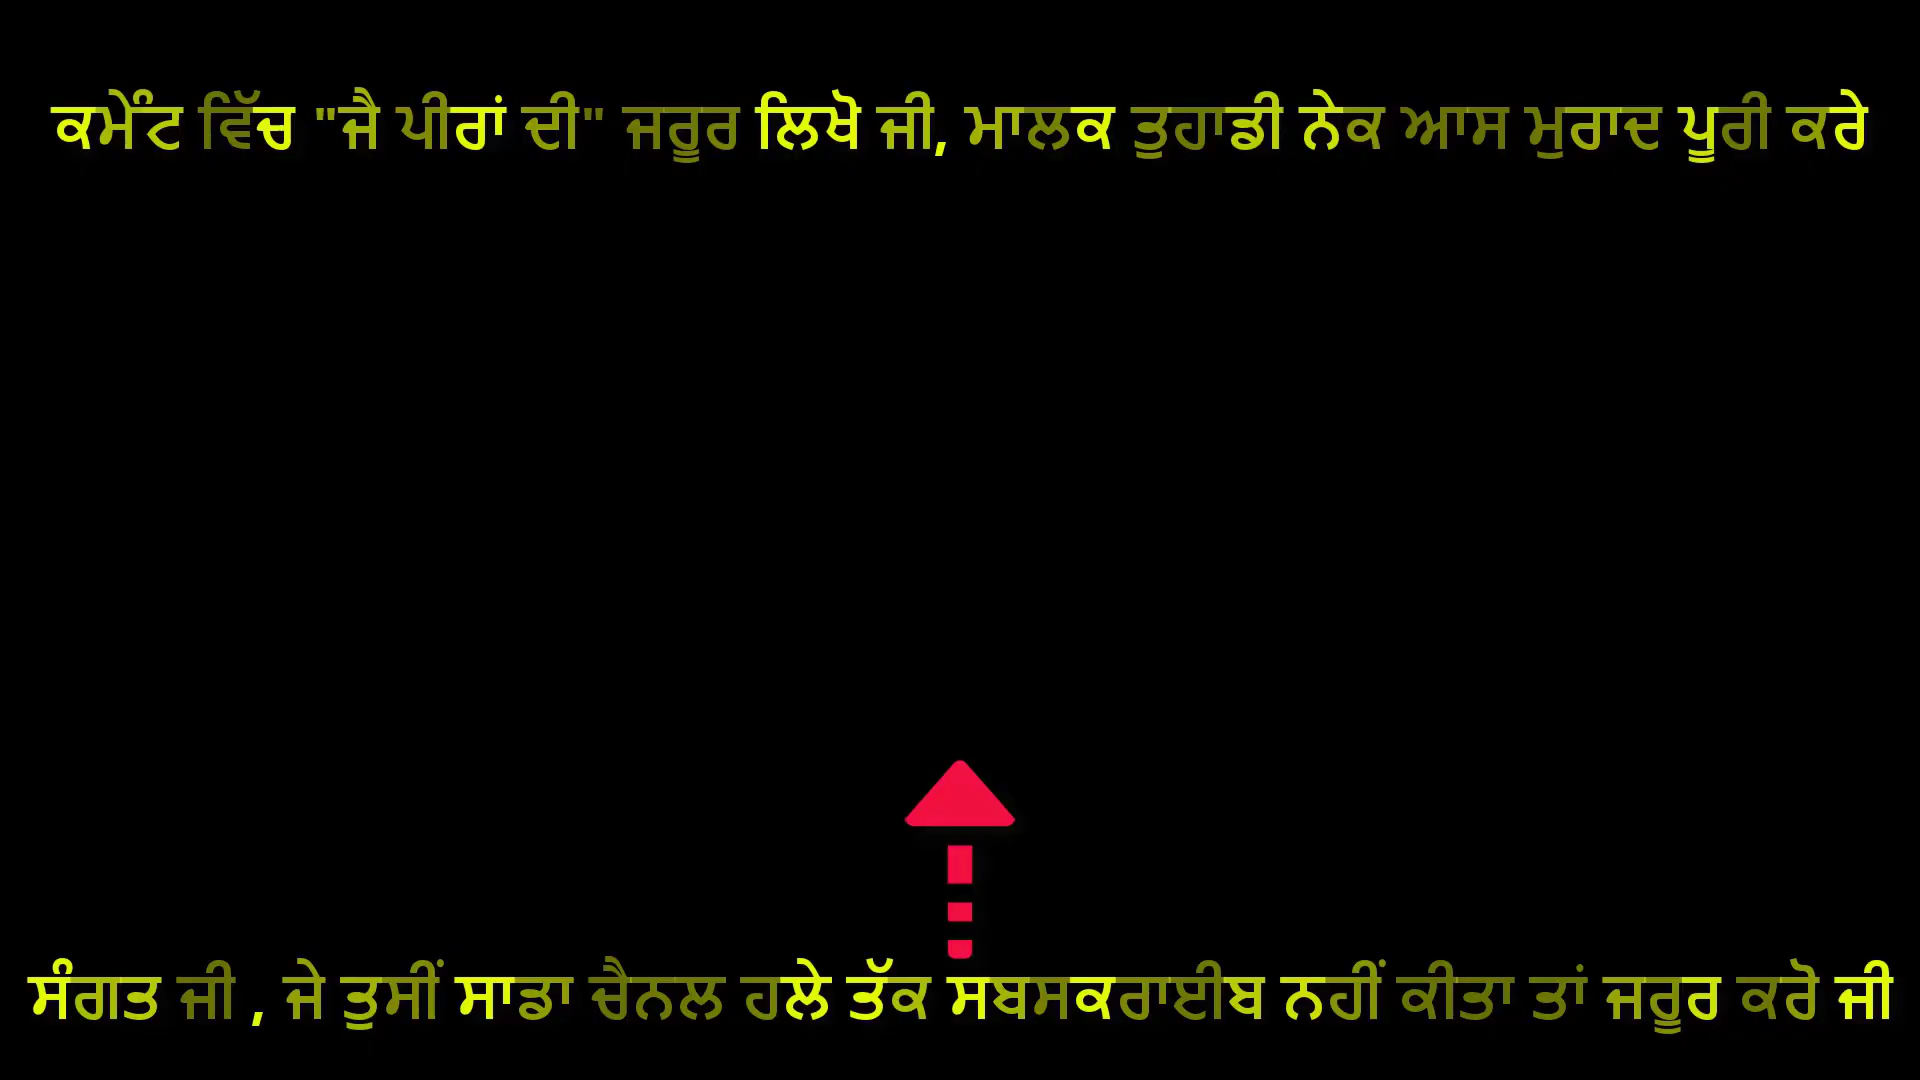 ਕਮੇੰਟ ਵਿੱਚ "ਜੈ ਪੀਰਾਂ ਦੀ" ਜਰੂਰ ਲਿਖੋ ਜੀ, ਮਾਲਕ ਤੁਹਾਡੀ ਨੇਕ ਆਸ ਮੁਰਾਦ ਪੂਰੀ ਕਰੇ
ਸੰਗਤ ਜੀ , ਜੇ ਤੁਸੀਂ ਸਾਡਾ ਚੈਨਲ ਹਲੇ ਤੱਕ ਸਬਸਕਰਾਈਬ ਨਹੀਂ ਕੀਤਾ ਤਾਂ ਜਰੂਰ ਕਰੋ ਜੀ